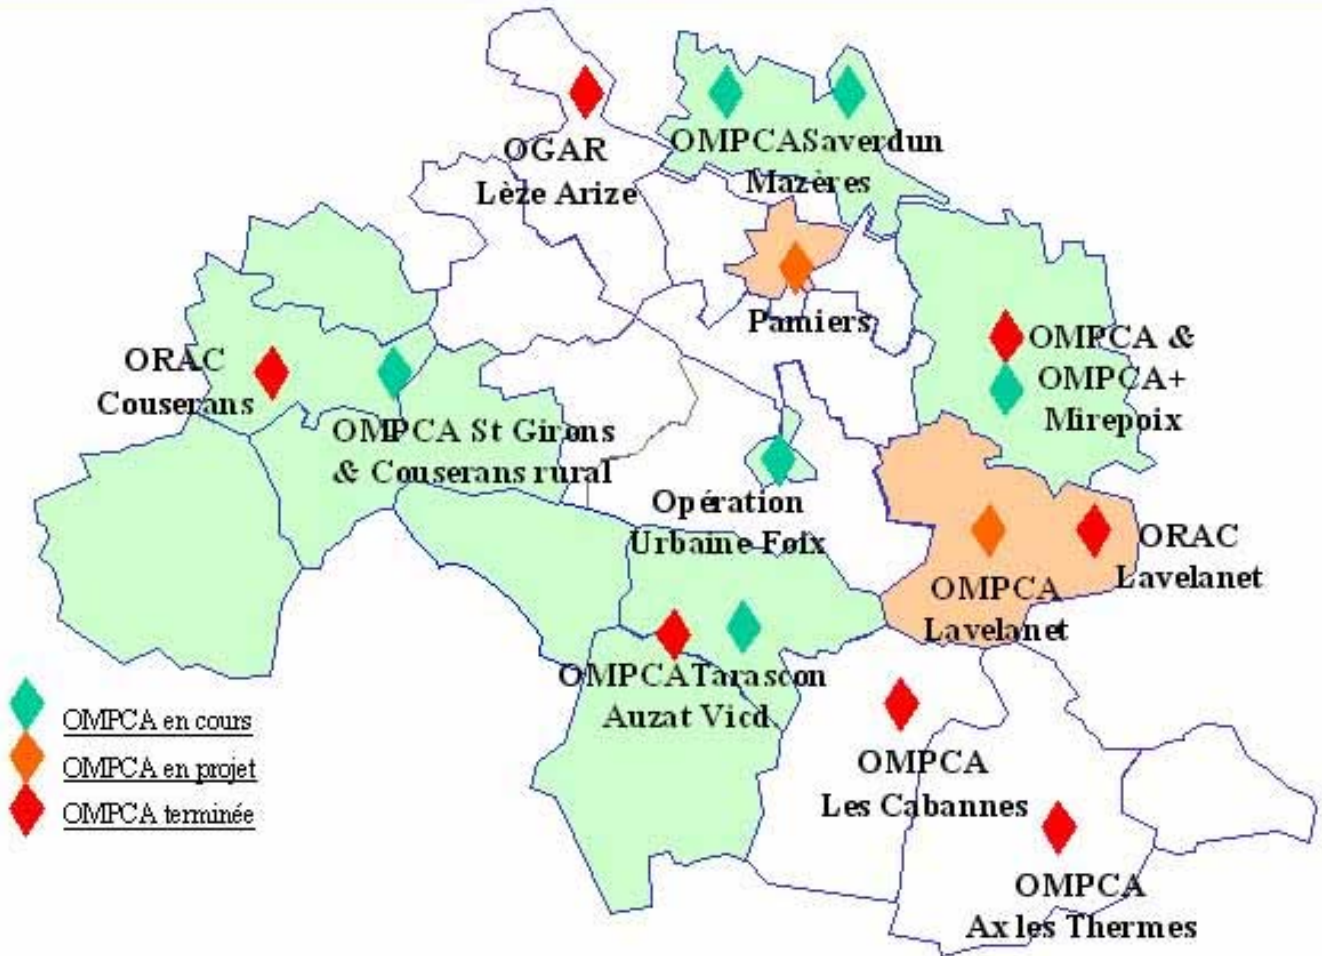 OGAR
Lèze Arize
OMPCASaverdun
Mazères
Pamiers
ORAC
Couserans
OMPCA St Girons
& Couserans rural
OMPCA &
OMPCA+
Mirepoix
Opération
Urbaine Foix
ORAC
Lavelanet
OMPCA
Lavelanet
OMPCATarascon
Auzat Vicd.
OMPCA
Les Cabannes
OMPCA
Ax les Thermes
OMPCA en cours
OMPCA en projet
OMPCA terminée